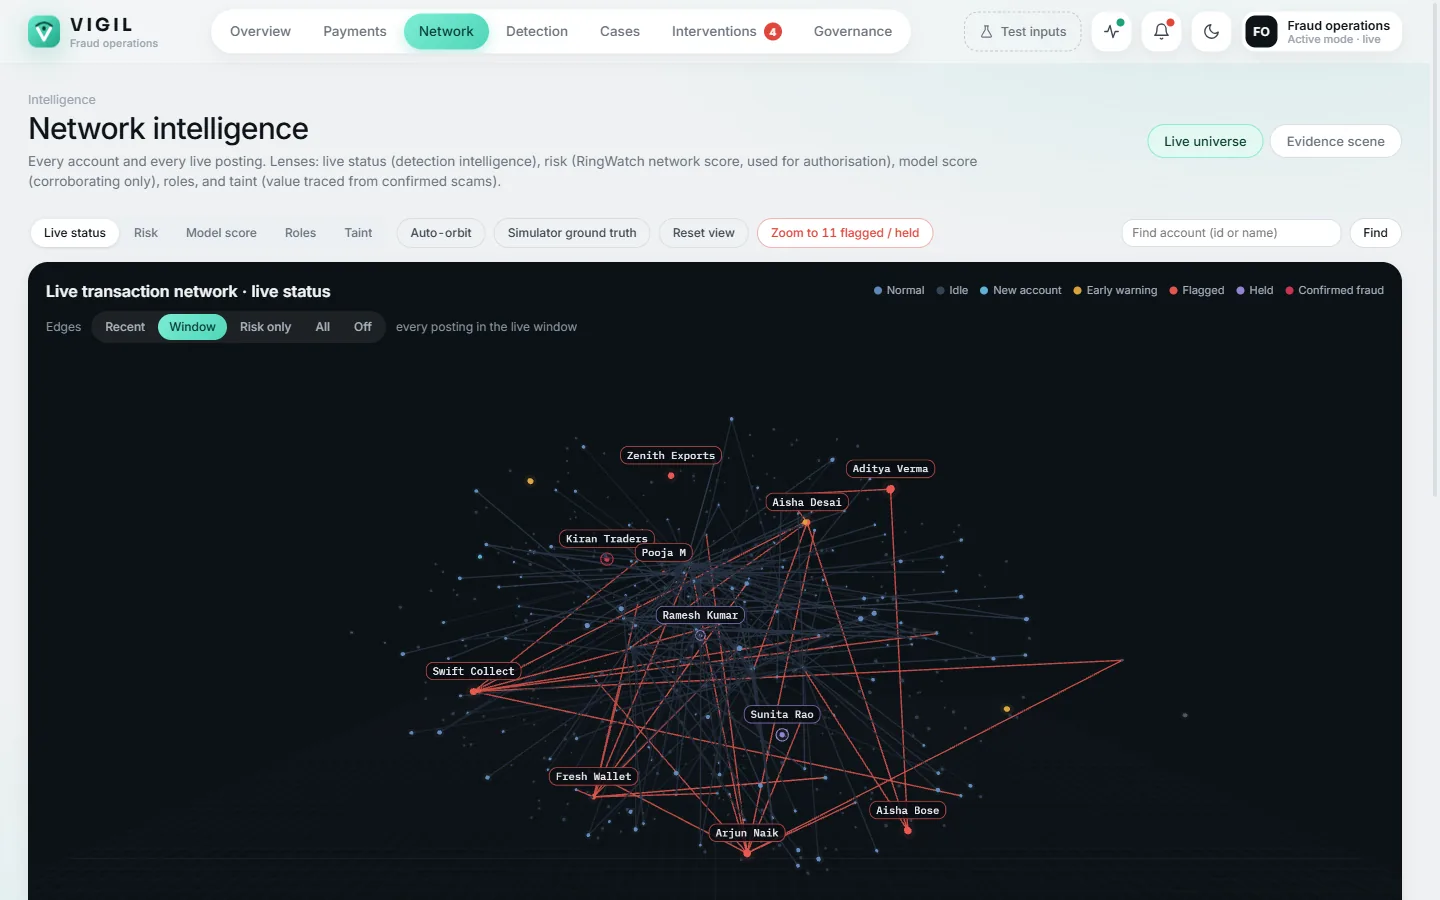 VIGIL
Fraud operations
Overview
Payments
Network
Detection
Cases
Interventions 4
Governance
Test inputs
FO
Fraud operations
Active mode · live
Intelligence
Network intelligence
Every account and every live posting. Lenses: live status (detection intelligence), risk (RingWatch network score, used for authorisation), model score
(corroborating only), roles, and taint (value traced from confirmed scams).
Live universe
Evidence scene
Live status
Risk
Model score
Roles
Taint
Auto-orbit
Simulator ground truth
Reset view
Zoom to 11 flagged / held
Find account (id or name)
Find
Live transaction network · live status
Normal
Idle
New account
Early warning
Flagged
Held
Confirmed fraud
Edges
Recent
Window
Risk only
All
Off
every posting in the live window
Zenith Exports
Aditya Verma
Aisha Desai
Kiran Traders
Pooja M
Ramesh Kumar
Swift Collect
Sunita Rao
Fresh Wallet
Aisha Bose
Arjun Naik